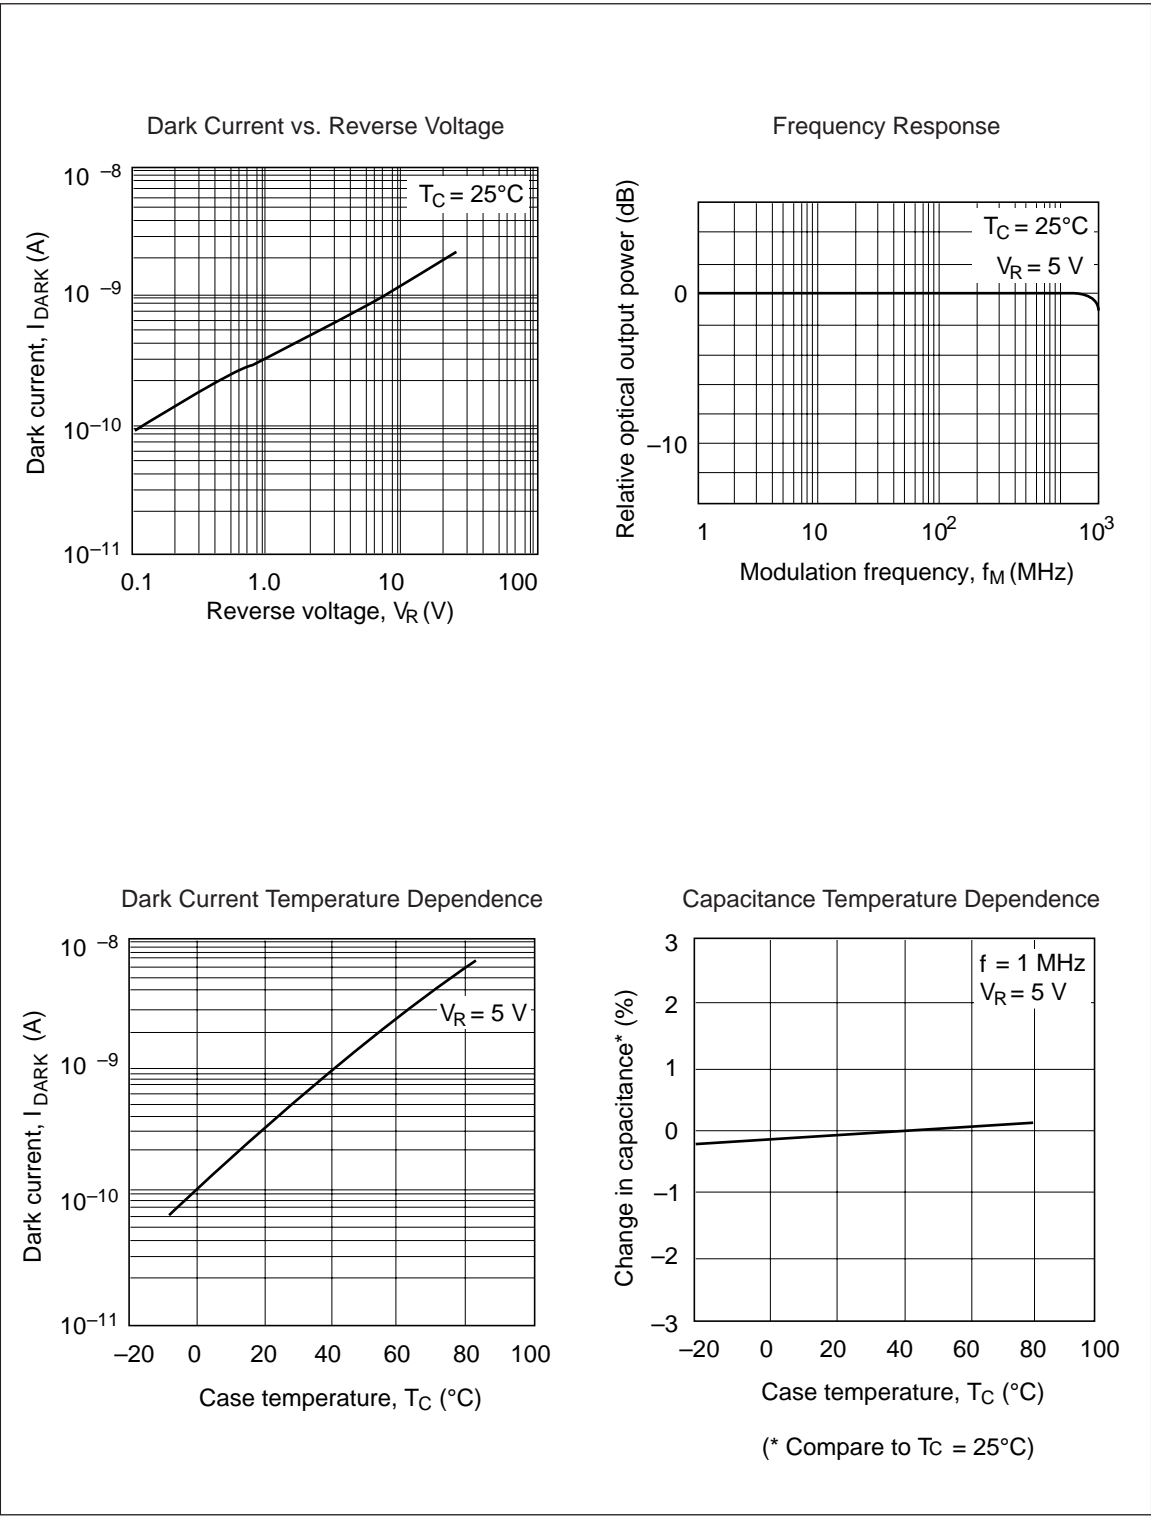 Dark Current vs. Reverse Voltage
10 –8
10 –9
10–10
10–11
Dark current, I DARK (A)
TC = 25°C
0.1 1.0 10 100
Reverse voltage, VR (V)
Frequency Response
Relative optical output power (dB)
0
–10
TC = 25°C
VR = 5 V
1 10 102 103
Modulation frequency, fM (MHz)
Dark Current Temperature Dependence
10 –8
10 –9
10–10
10–11
Dark current, I DARK (A)
VR = 5 V
–20 0 20 40 60 80 100
Case temperature, TC (°C)
Capacitance Temperature Dependence
3
2
1
0
–1
–2
–3
Change in capacitance* (%)
f = 1 MHz
VR = 5 V
–20 0 20 40 60 80 100
Case temperature, TC (°C)
(* Compare to TC = 25°C)